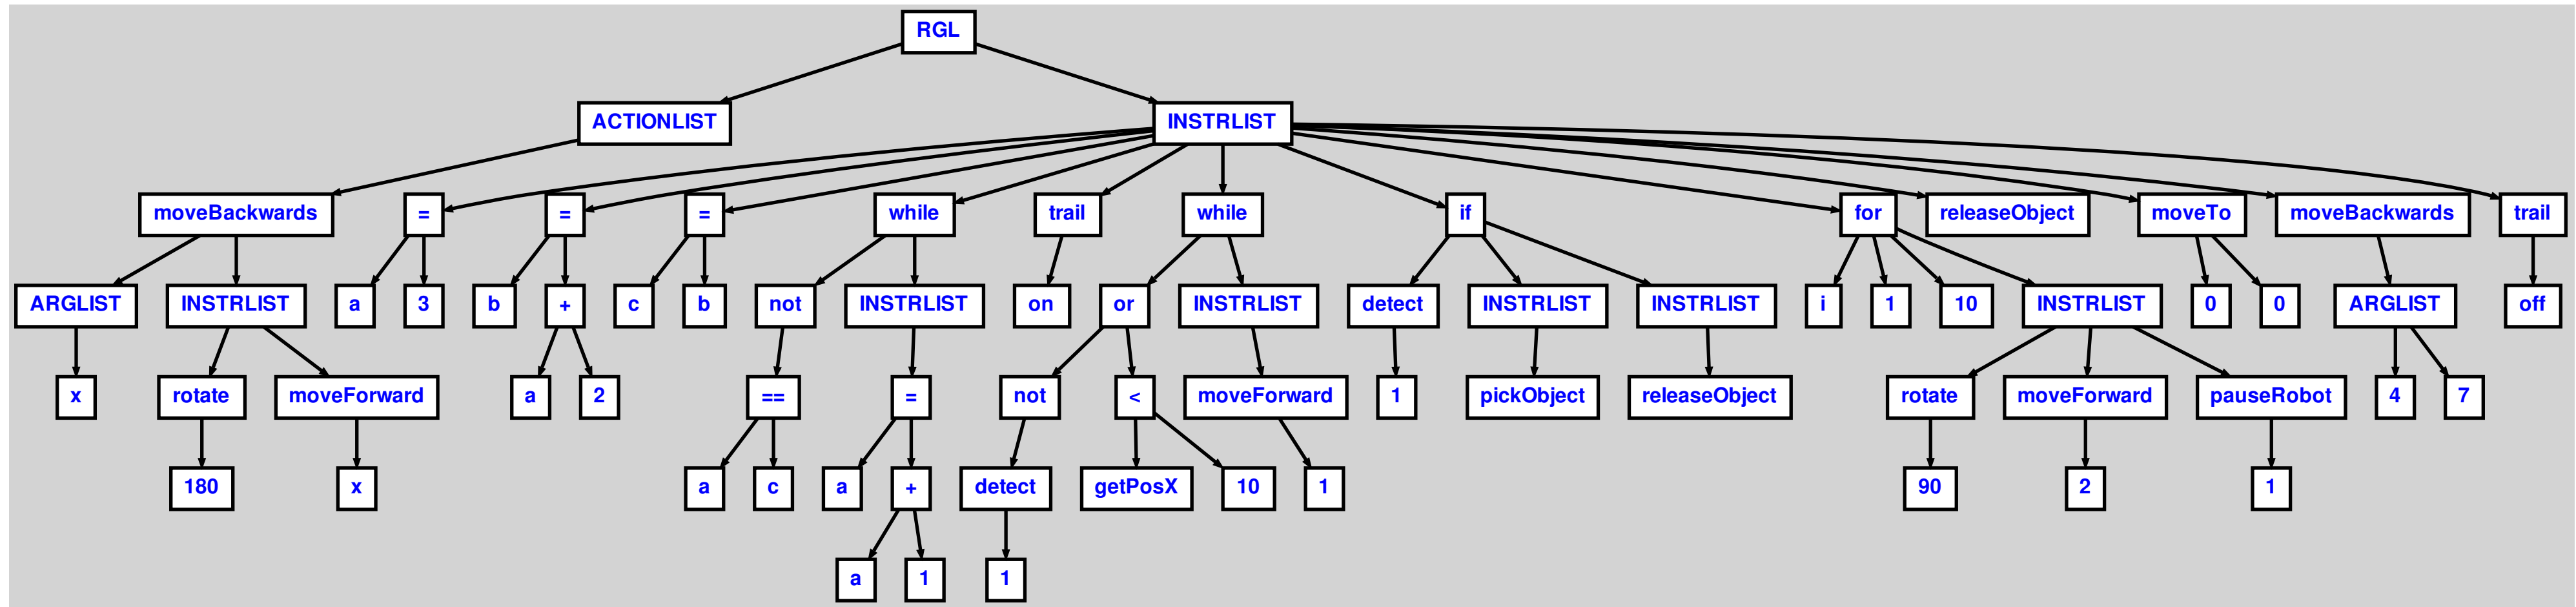 RGL
ACTIONLIST INSTRLIST
moveBackwards = = = while trail while if for releaseObject moveTo moveBackwards trail
ARGLIST INSTRLIST a 3 b + c b not INSTRLIST on or INSTRLIST detect INSTRLIST INSTRLIST i 1 10 INSTRLIST 0 0 ARGLIST off
x rotate moveForward a 2 == = not < moveForward 1 pickObject releaseObject rotate moveForward pauseRobot 4 7
180 x a c a + detect getPosX 10 1 90 2 1
a 1 1